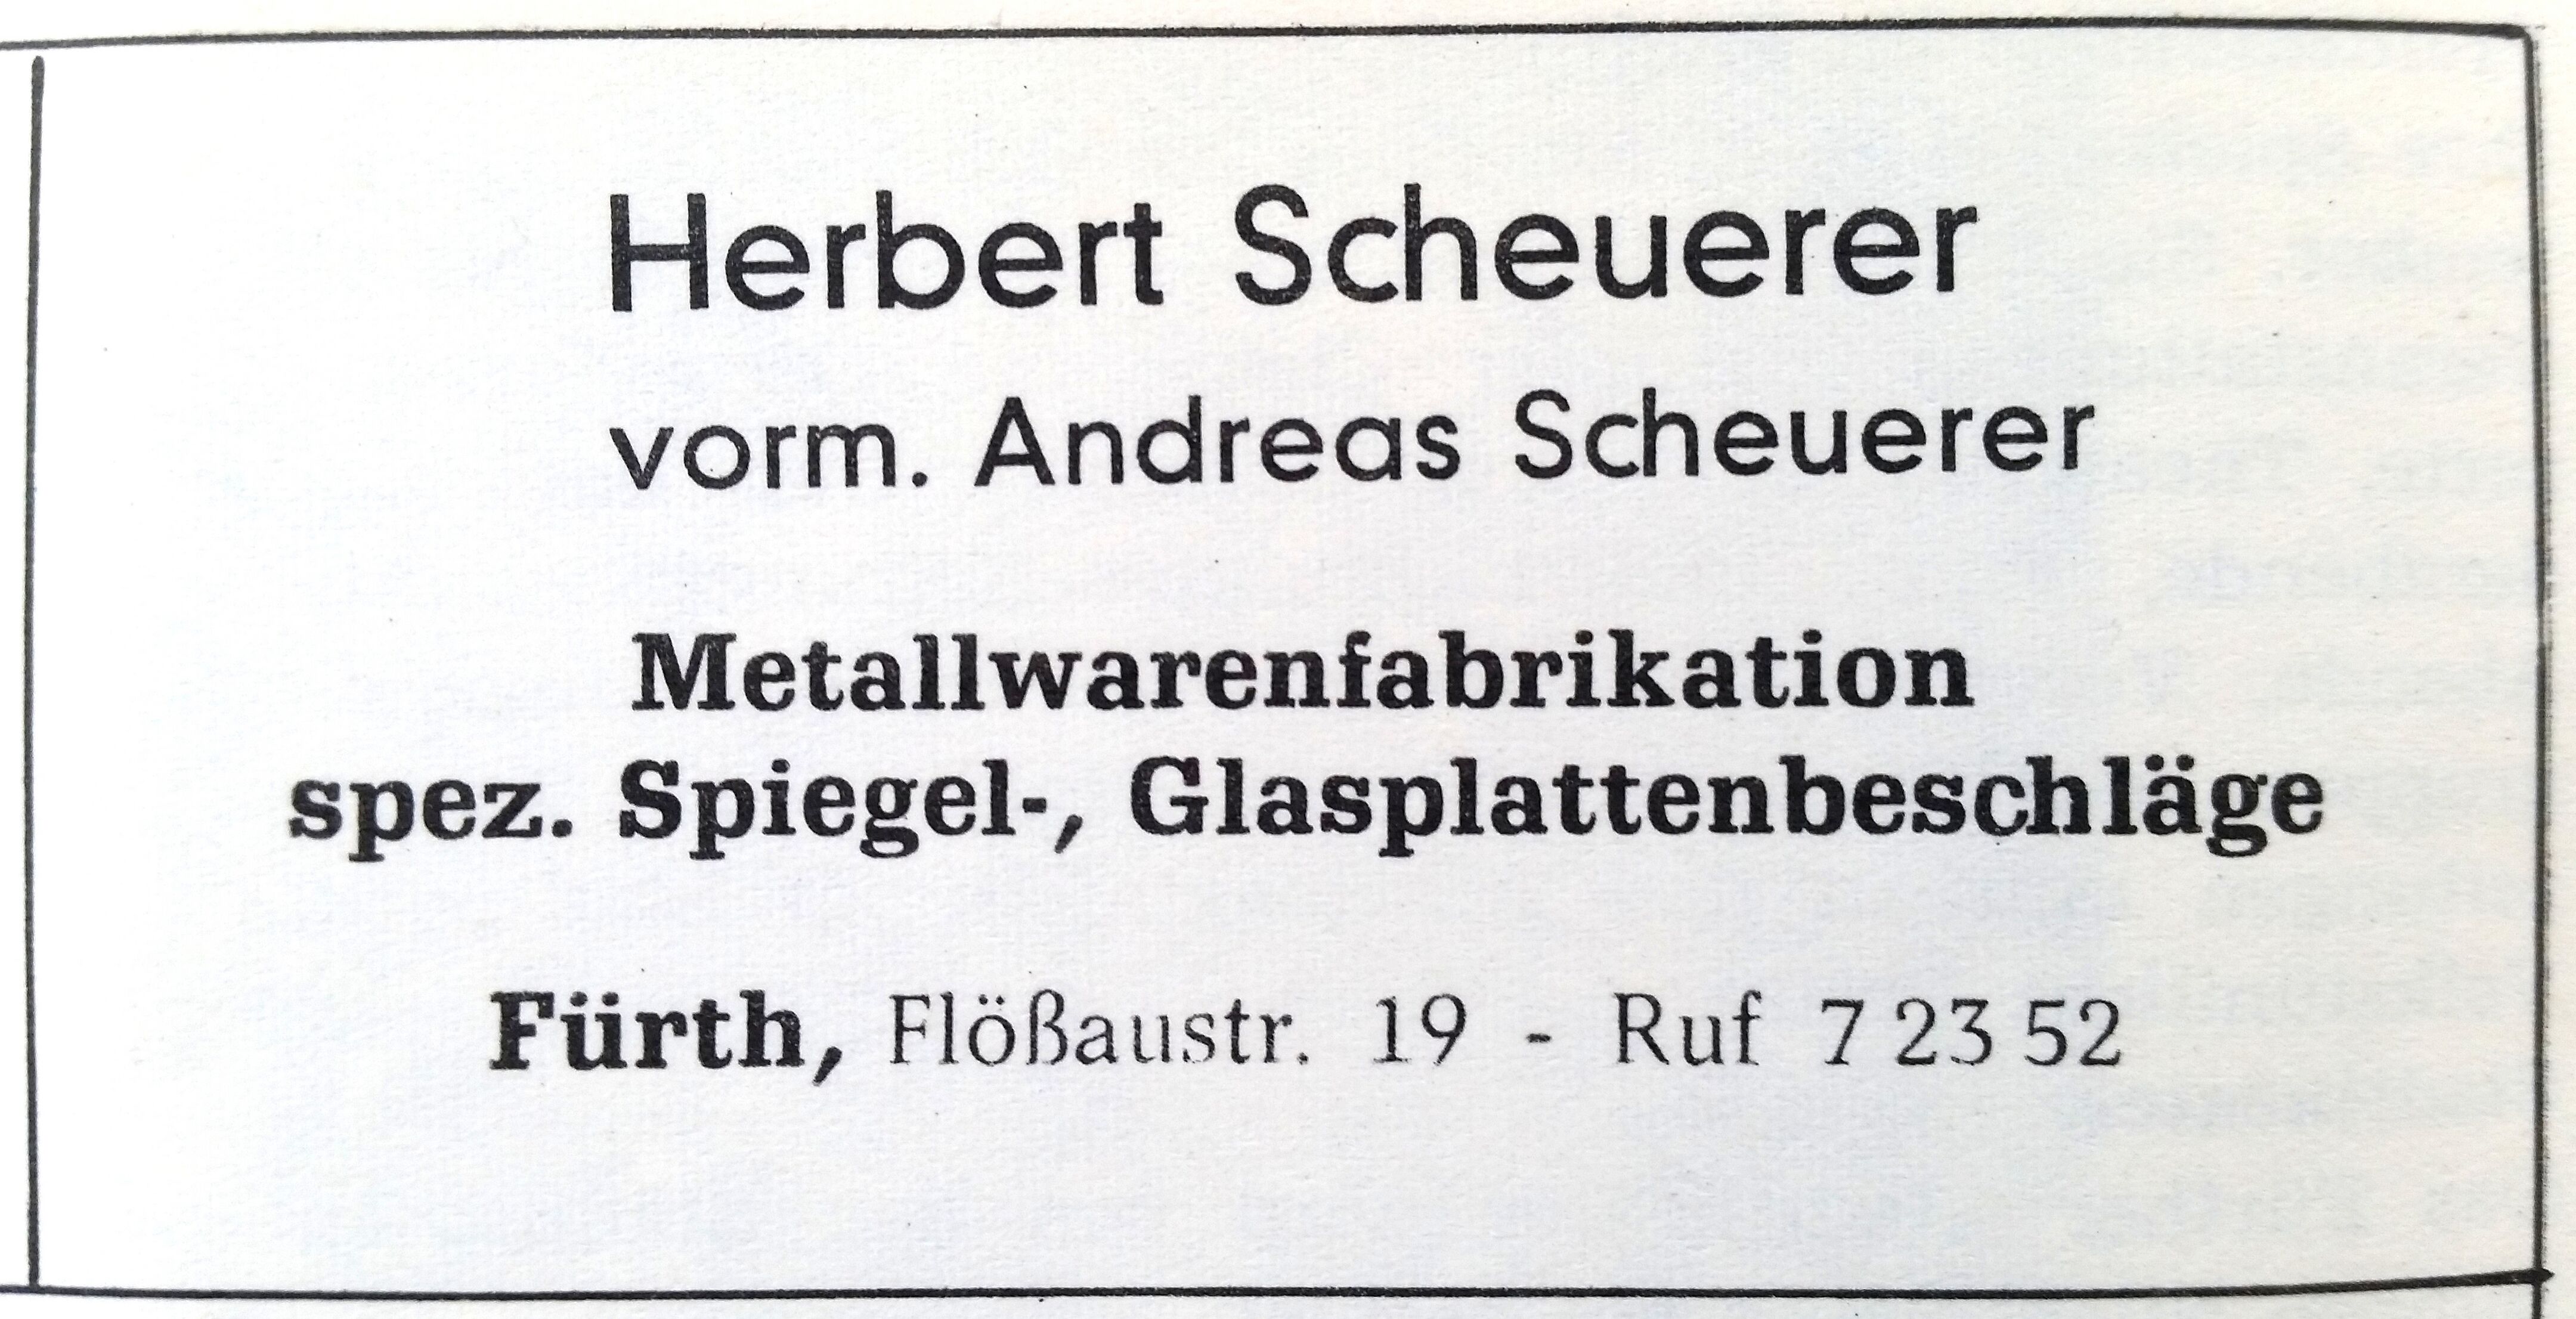 Herbert Scheuerer
vorm. Andreas Scheuerer
Metallwarenfabrikation
spez. Spiegel-, Glasplattenbeschläge
Fürth, Flößaustr. 19 - Ruf 7 23 52